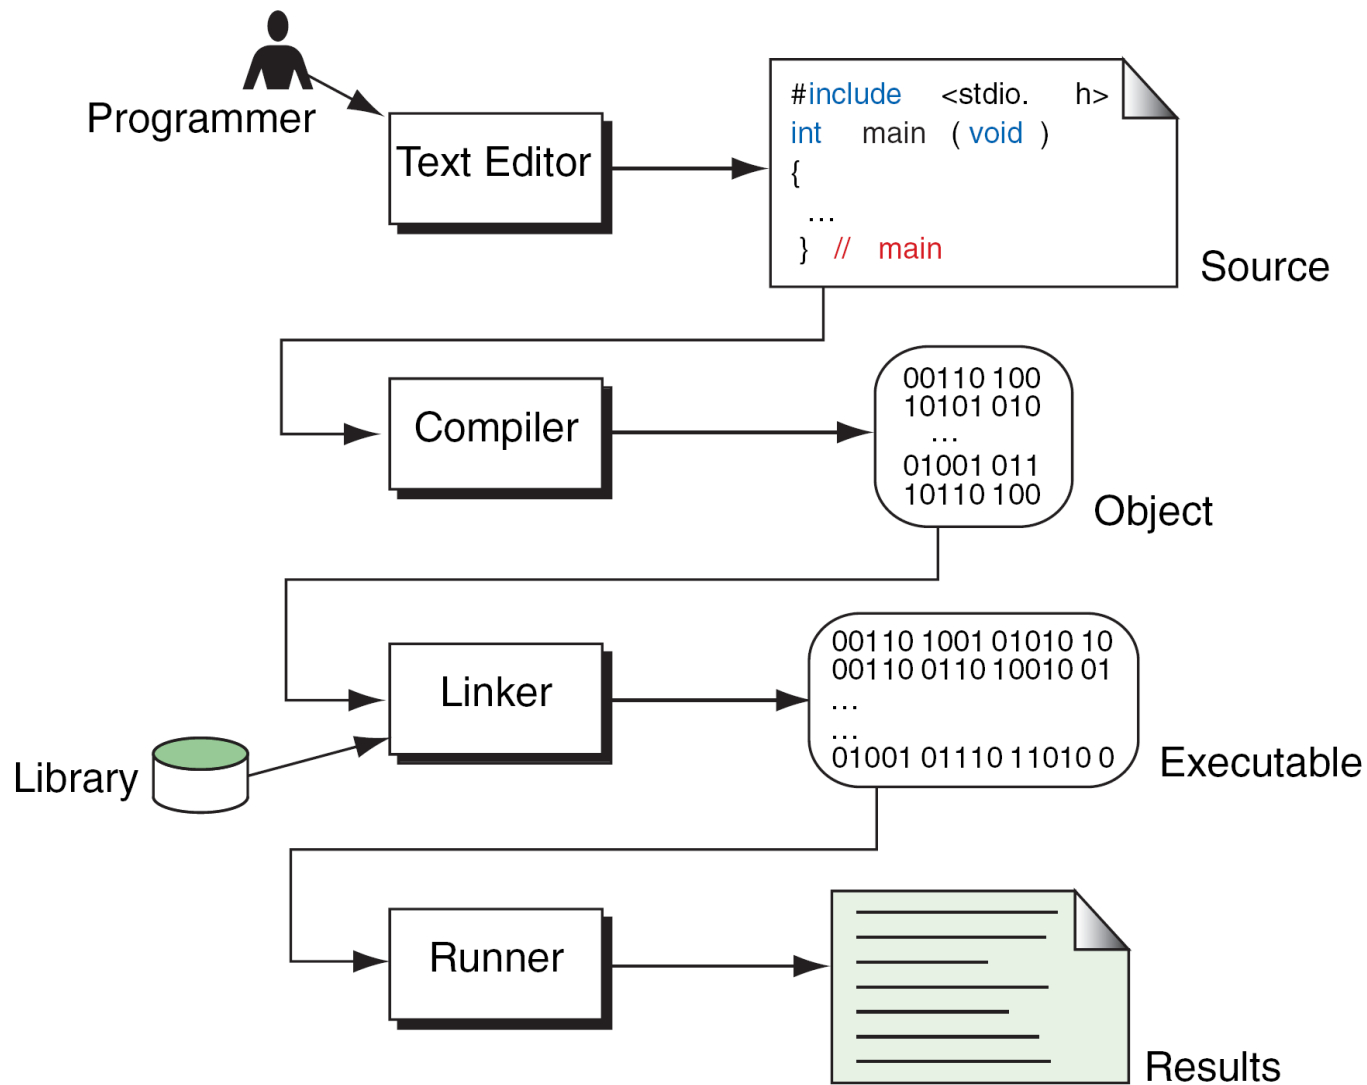 Programmer
Text Editor
#include <stdio. h>
int main ( void )
{
...
} // main
Source
Compiler
00110 100
10101 010
...
01001 011
10110 100
Object
Linker
Library
00110 1001 01010 10
00110 0110 10010 01
...
...
01001 01110 11010 0
Executable
Runner
Results